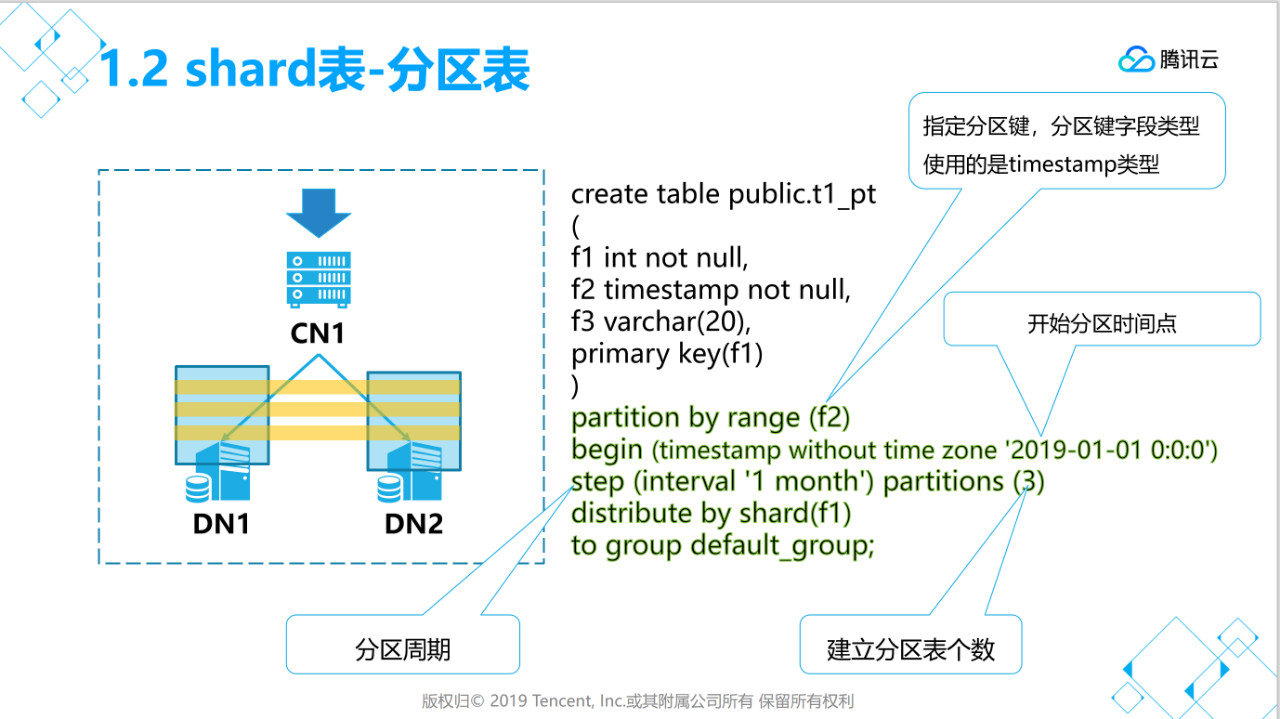 1.2 shard表-分区表
腾讯云
指定分区键，分区键字段类型
使用的是timestamp类型
create table public.t1_pt
(
f1 int not null,
f2 timestamp not null,
f3 varchar(20),
primary key(f1)
)
partition by range (f2)
begin (timestamp without time zone '2019-01-01 0:0:0')
step (interval '1 month') partitions (3)
distribute by shard(f1)
to group default_group;
开始分区时间点
CN1
DN1
DN2
分区周期
建立分区表个数
版权归© 2019 Tencent, Inc.或其附属公司所有 保留所有权利